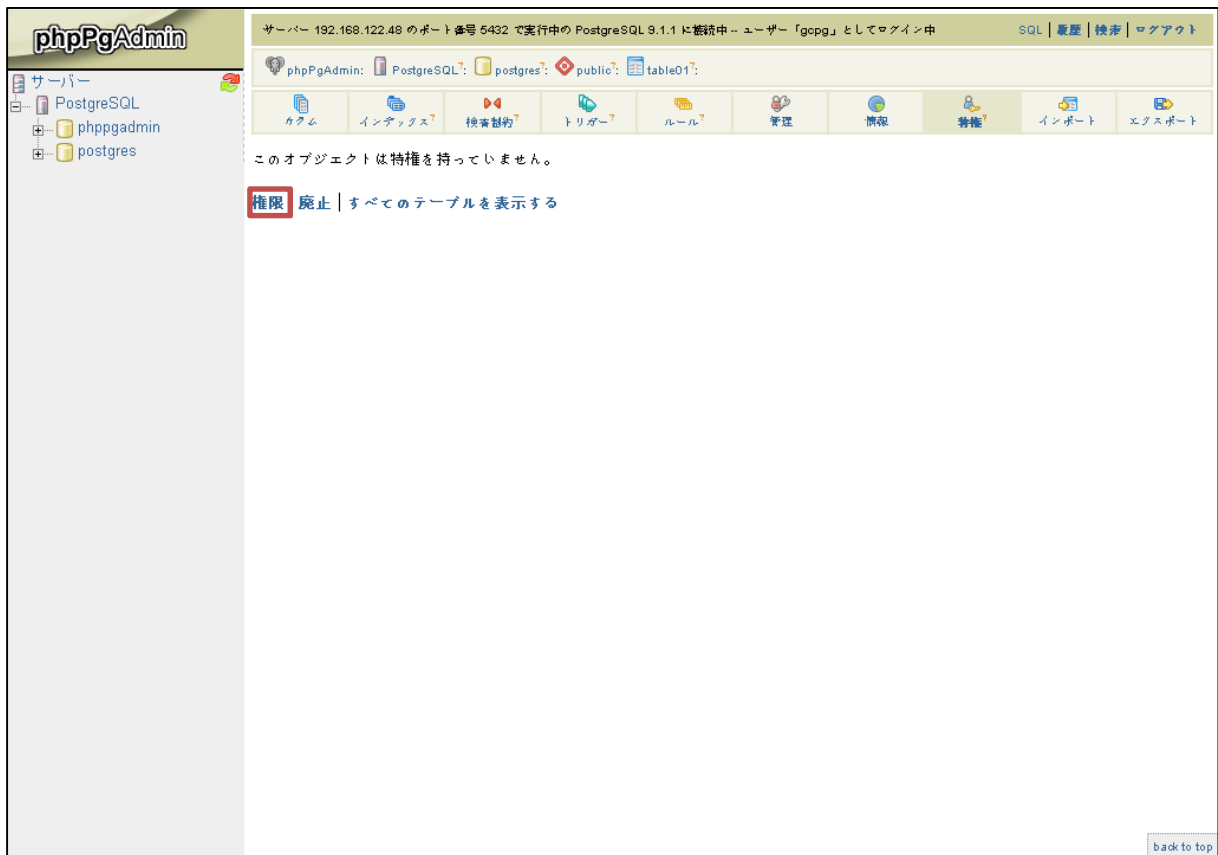 phpPgAdmin
サーバー
PostgreSQL
phppgadmin
postgres
サーバー 192.168.122.48 のポート番号 5432 で実行中の PostgreSQL 9.1.1 に接続中 -- ユーザー「gopg」としてログイン中
SQL | 履歴 | 検索 | ログアウト
phpPgAdmin: PostgreSQL?: postgres?: public?: table01?:
カラム インデックス? 検査制約? トリガー? ルール? 管理 情報 特権? インポート エクスポート
このオブジェクトは特権を持っていません。
権限 廃止 | すべてのテーブルを表示する
back to top